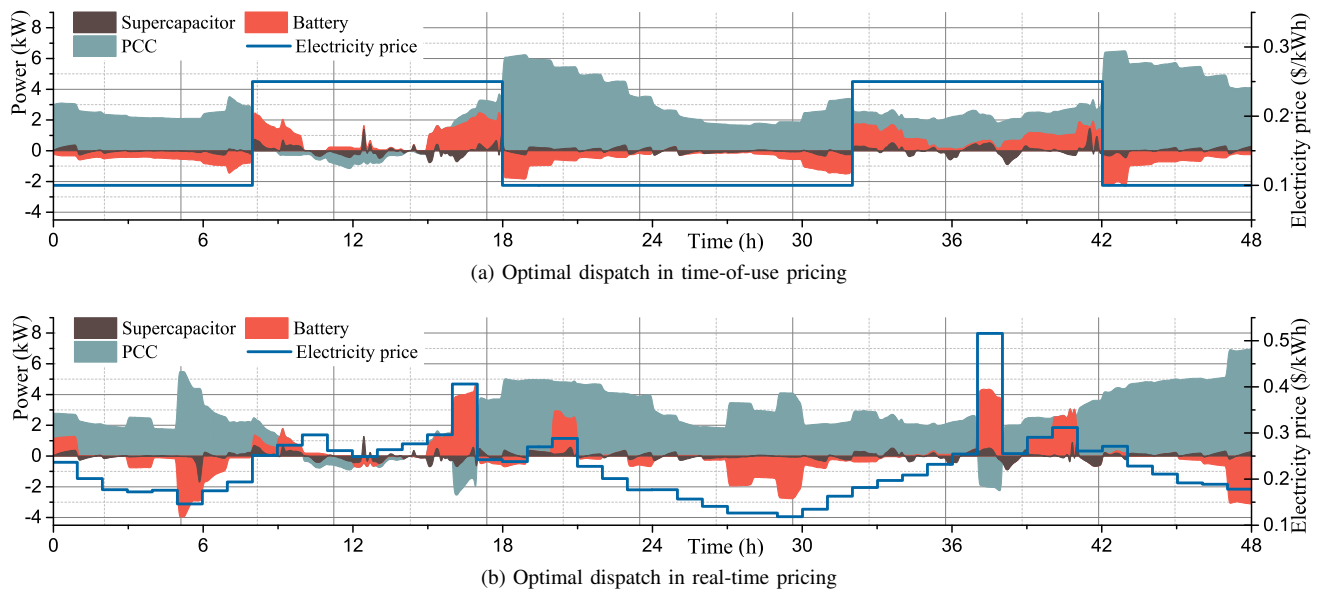 Supercapacitor
Battery
PCC
Electricity price
Power (kW)
8
6
4
2
0
-2
-4
0.3
0.2
0.1
Electricity price ($/kWh)
0 6 12 18 24 30 36 42 48
Time (h)
(a) Optimal dispatch in time-of-use pricing
Supercapacitor
Battery
PCC
Electricity price
Power (kW)
8
6
4
2
0
-2
-4
0.5
0.4
0.3
0.2
0.1
Electricity price ($/kWh)
0 6 12 18 24 30 36 42 48
Time (h)
(b) Optimal dispatch in real-time pricing